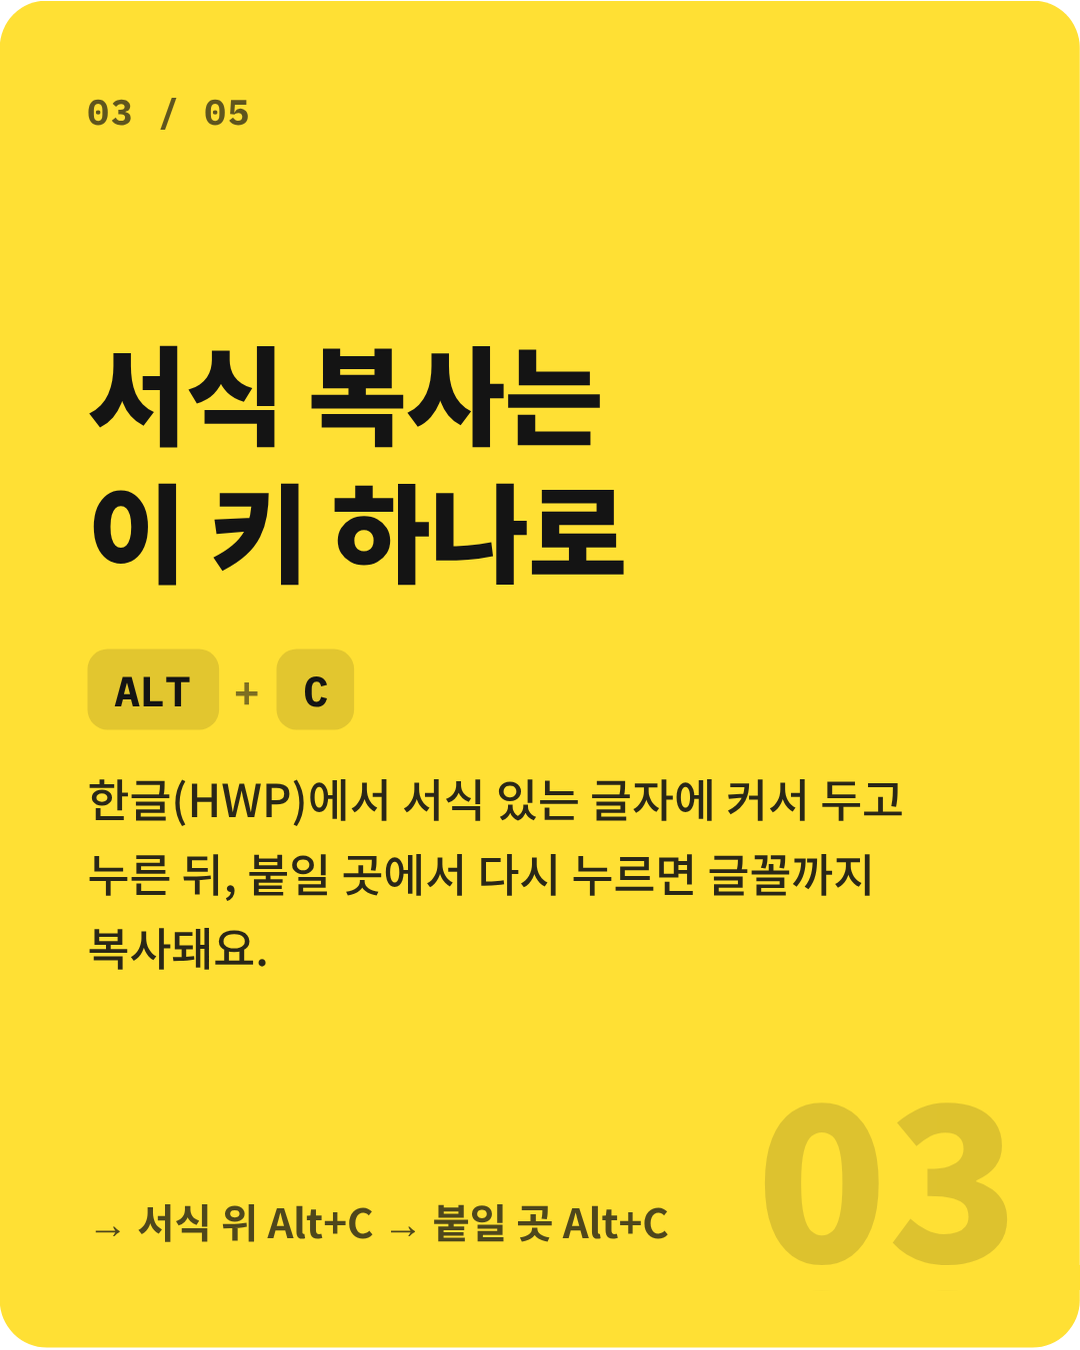 03 / 05
서식 복사는
이 키 하나로
ALT + C
한글(HWP)에서 서식 있는 글자에 커서 두고
누른 뒤, 붙일 곳에서 다시 누르면 글꼴까지
복사돼요.
→ 서식 위 Alt+C → 붙일 곳 Alt+C
03